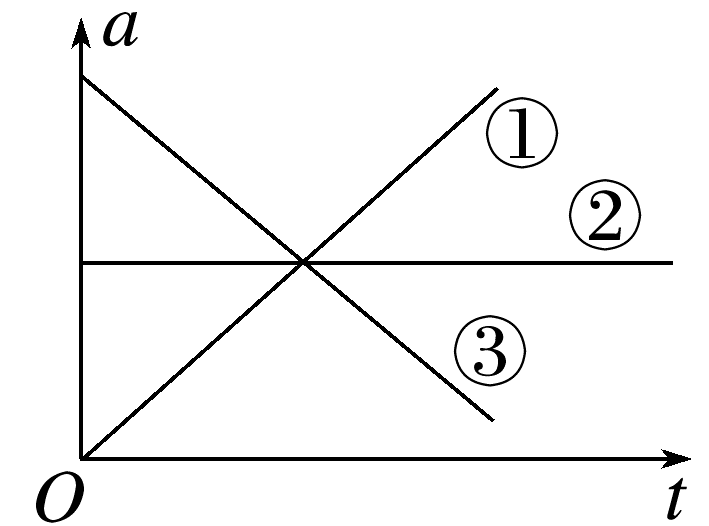 a
①
②
③
O
t